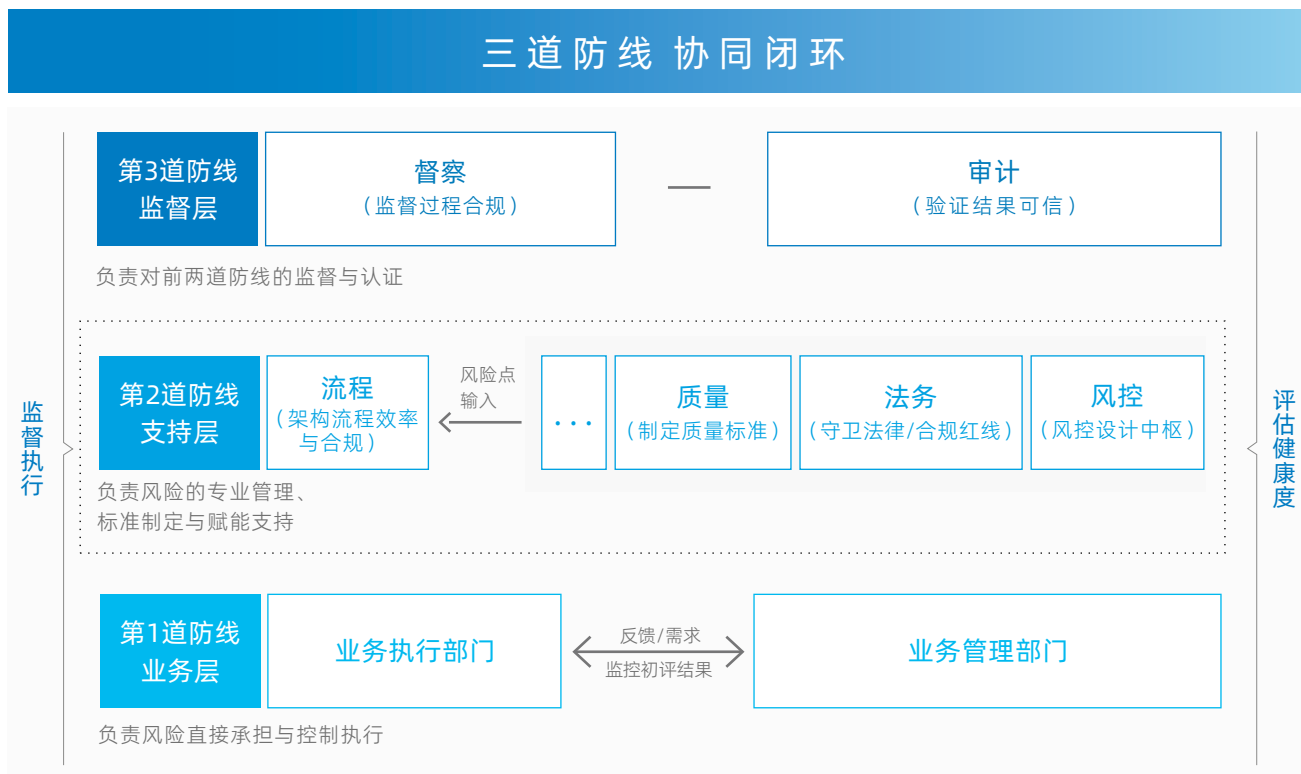 三道防线 协同闭环
第3道防线
监督层
督察
（监督过程合规）
审计
（验证结果可信）
负责对前两道防线的监督与认证
监督执行
评估健康度
第2道防线
支持层
流程
（架构流程效率
与合规）
风险点
输入
...
质量
（制定质量标准）
法务
（守卫法律/合规红线）
风控
（风控设计中枢）
负责风险的专业管理、
标准制定与赋能支持
第1道防线
业务层
业务执行部门
反馈/需求
监控初评结果
业务管理部门
负责风险直接承担与控制执行